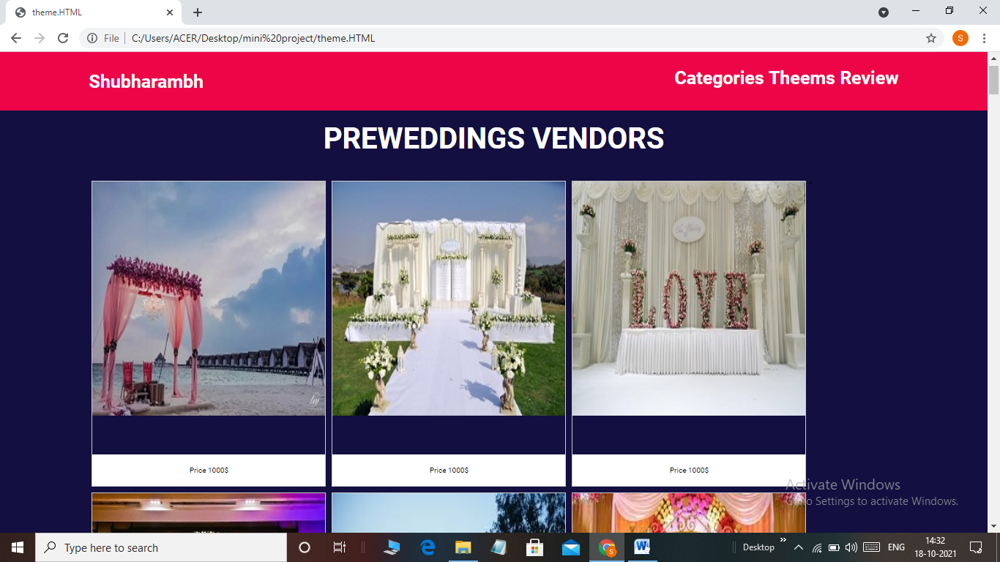 theme.HTML
File
C:/Users/ACER/Desktop/mini%20project/theme.HTML
S
Shubharambh
Categories Theems Review
PREWEDDINGS VENDORS
LOVE
Price 1000$
Price 1000$
Price 1000$
Activate Windows
Go to Settings to activate Windows.
Type here to search
S
Desktop
ENG
14:32
18-10-2021